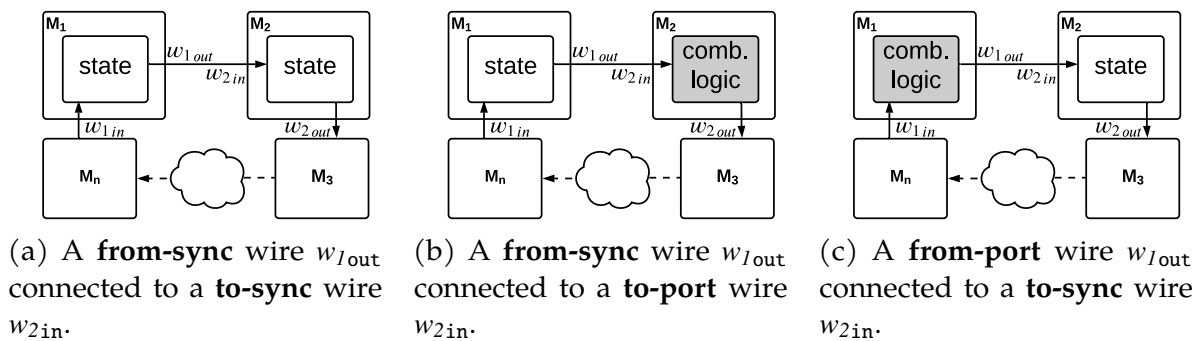 M1 M2
state w1 out w2 in state
w1 in w2 out
Mn M3
(a) A from-sync wire w1out
connected to a to-sync wire
w2in.
M1 M2
state w1 out w2 in comb.
logic
w1 in w2 out
Mn M3
(b) A from-sync wire w1out
connected to a to-port wire
w2in.
M1 M2
comb.
logic w1 out w2 in state
w1 in w2 out
Mn M3
(c) A from-port wire w1out
connected to a to-sync wire
w2in.